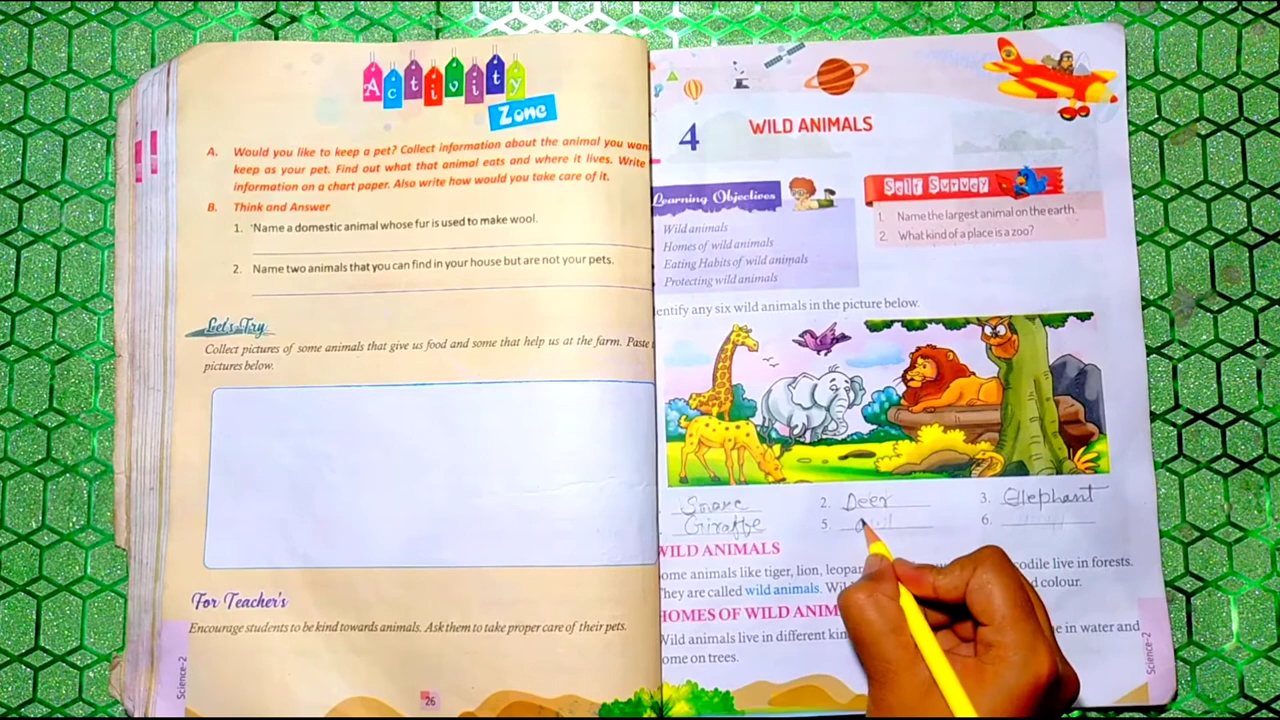 Activity
Zone
A. Would you like to keep a pet? Collect information about the animal you wan
keep as your pet. Find out what that animal eats and where it lives. Write
information on a chart paper. Also write how would you take care of it.
B. Think and Answer
1. Name a domestic animal whose fur is used to make wool.
2. Name two animals that you can find in your house but are not your pets.
Let's Try
Collect pictures of some animals that give us food and some that help us at the farm. Paste
pictures below.
For Teacher's
Encourage students to be kind towards animals. Ask them to take proper care of their pets.
Science-2
26
4 WILD ANIMALS
Learning Objectives
Wild animals
Homes of wild animals
Eating Habits of wild animals
Protecting wild animals
Self Survey
1. Name the largest animal on the earth.
2. What kind of a place is a zoo?
entify any six wild animals in the picture below.
2. Deer 3. Elephant
Giraffe 5. 6.
WILD ANIMALS
ome animals like tiger, lion, leopar codile live in forests.
They are called wild animals. Wil d colour.
HOMES OF WILD ANIM
Wild animals live in different kin e in water and
ome on trees.
Science-2